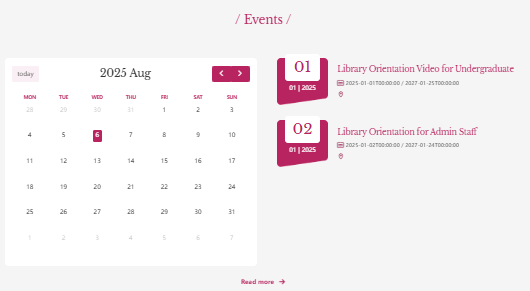 / Events /
today
2025 Aug
MON TUE WED THU FRI SAT SUN
28 29 30 31 1 2 3
4 5 6 7 8 9 10
11 12 13 14 15 16 17
18 19 20 21 22 23 24
25 26 27 28 29 30 31
1 2 3 4 5 6 7
01
01 | 2025
Library Orientation Video for Undergraduate
2025-01-01T00:00:00 / 2027-01-25T00:00:00
02
01 | 2025
Library Orientation for Admin Staff
2025-01-02T00:00:00 / 2027-01-24T00:00:00
Read more